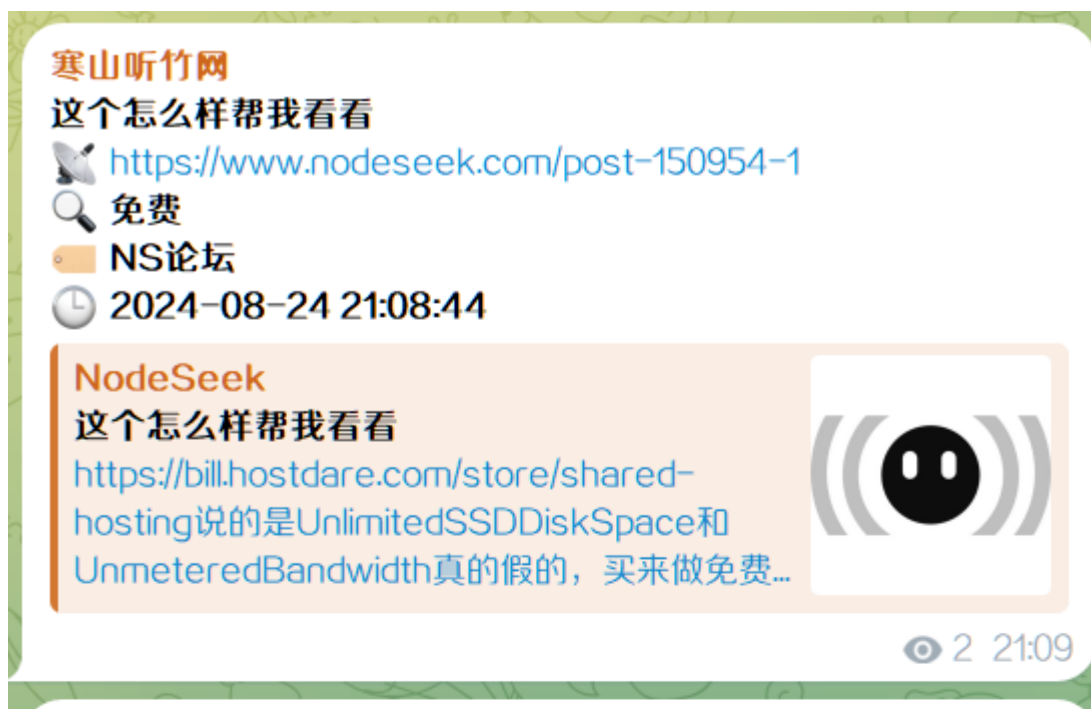 寒山听竹网
这个怎么样帮我看看
https://www.nodeseek.com/post-150954-1
免费
NS论坛
2024-08-24 21:08:44
NodeSeek
这个怎么样帮我看看
https://bill.hostdare.com/store/shared-
hosting说的是UnlimitedSSDDiskSpace和
UnmeteredBandwidth真的假的，买来做免费...
2 21:09